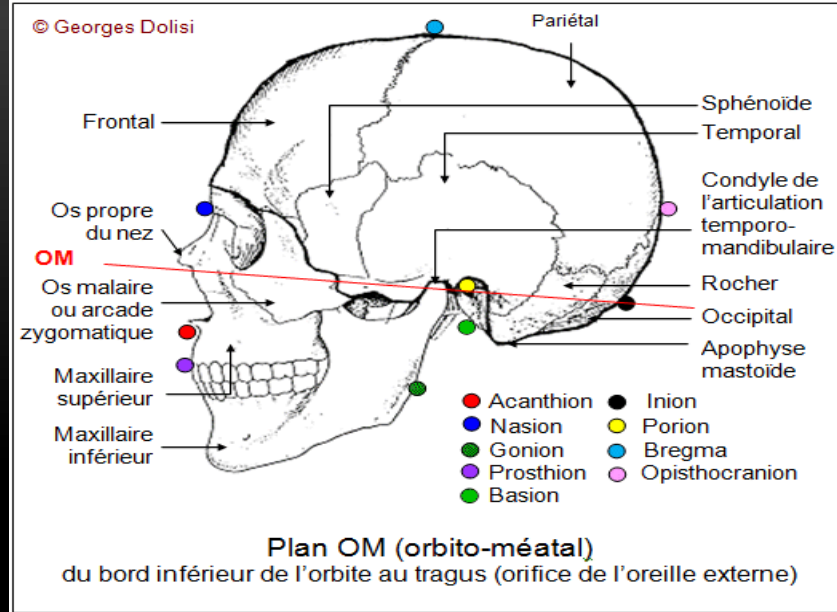 © Georges Dolisi
Pariétal
Frontal
Sphénoïde
Temporal
Condyle de
l'articulation
temporo-
mandibulaire
Os propre
du nez
OM
Os malaire
ou arcade
zygomatique
Rocher
Occipital
Apophyse
mastoïde
Maxillaire
supérieur
Maxillaire
inférieur
Acanthion
Inion
Nasion
Porion
Gonion
Bregma
Prosthion
Opisthocranion
Basion
Plan OM (orbito-méatal)
du bord inférieur de l'orbite au tragus (orifice de l'oreille externe)